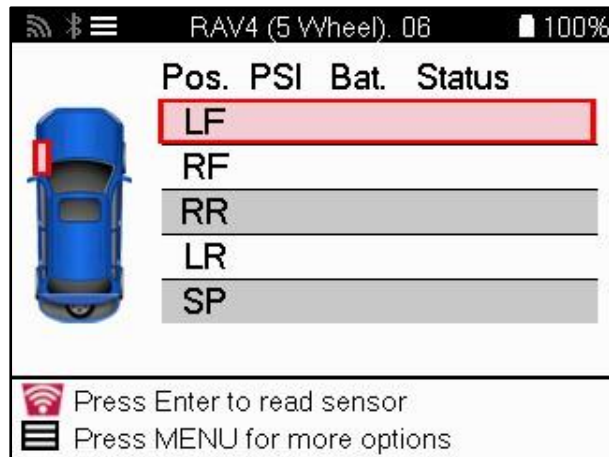 RAV4 (5 Wheel). 06 100%
Pos. PSI Bat. Status
LF
RF
RR
LR
SP
Press Enter to read sensor
Press MENU for more options